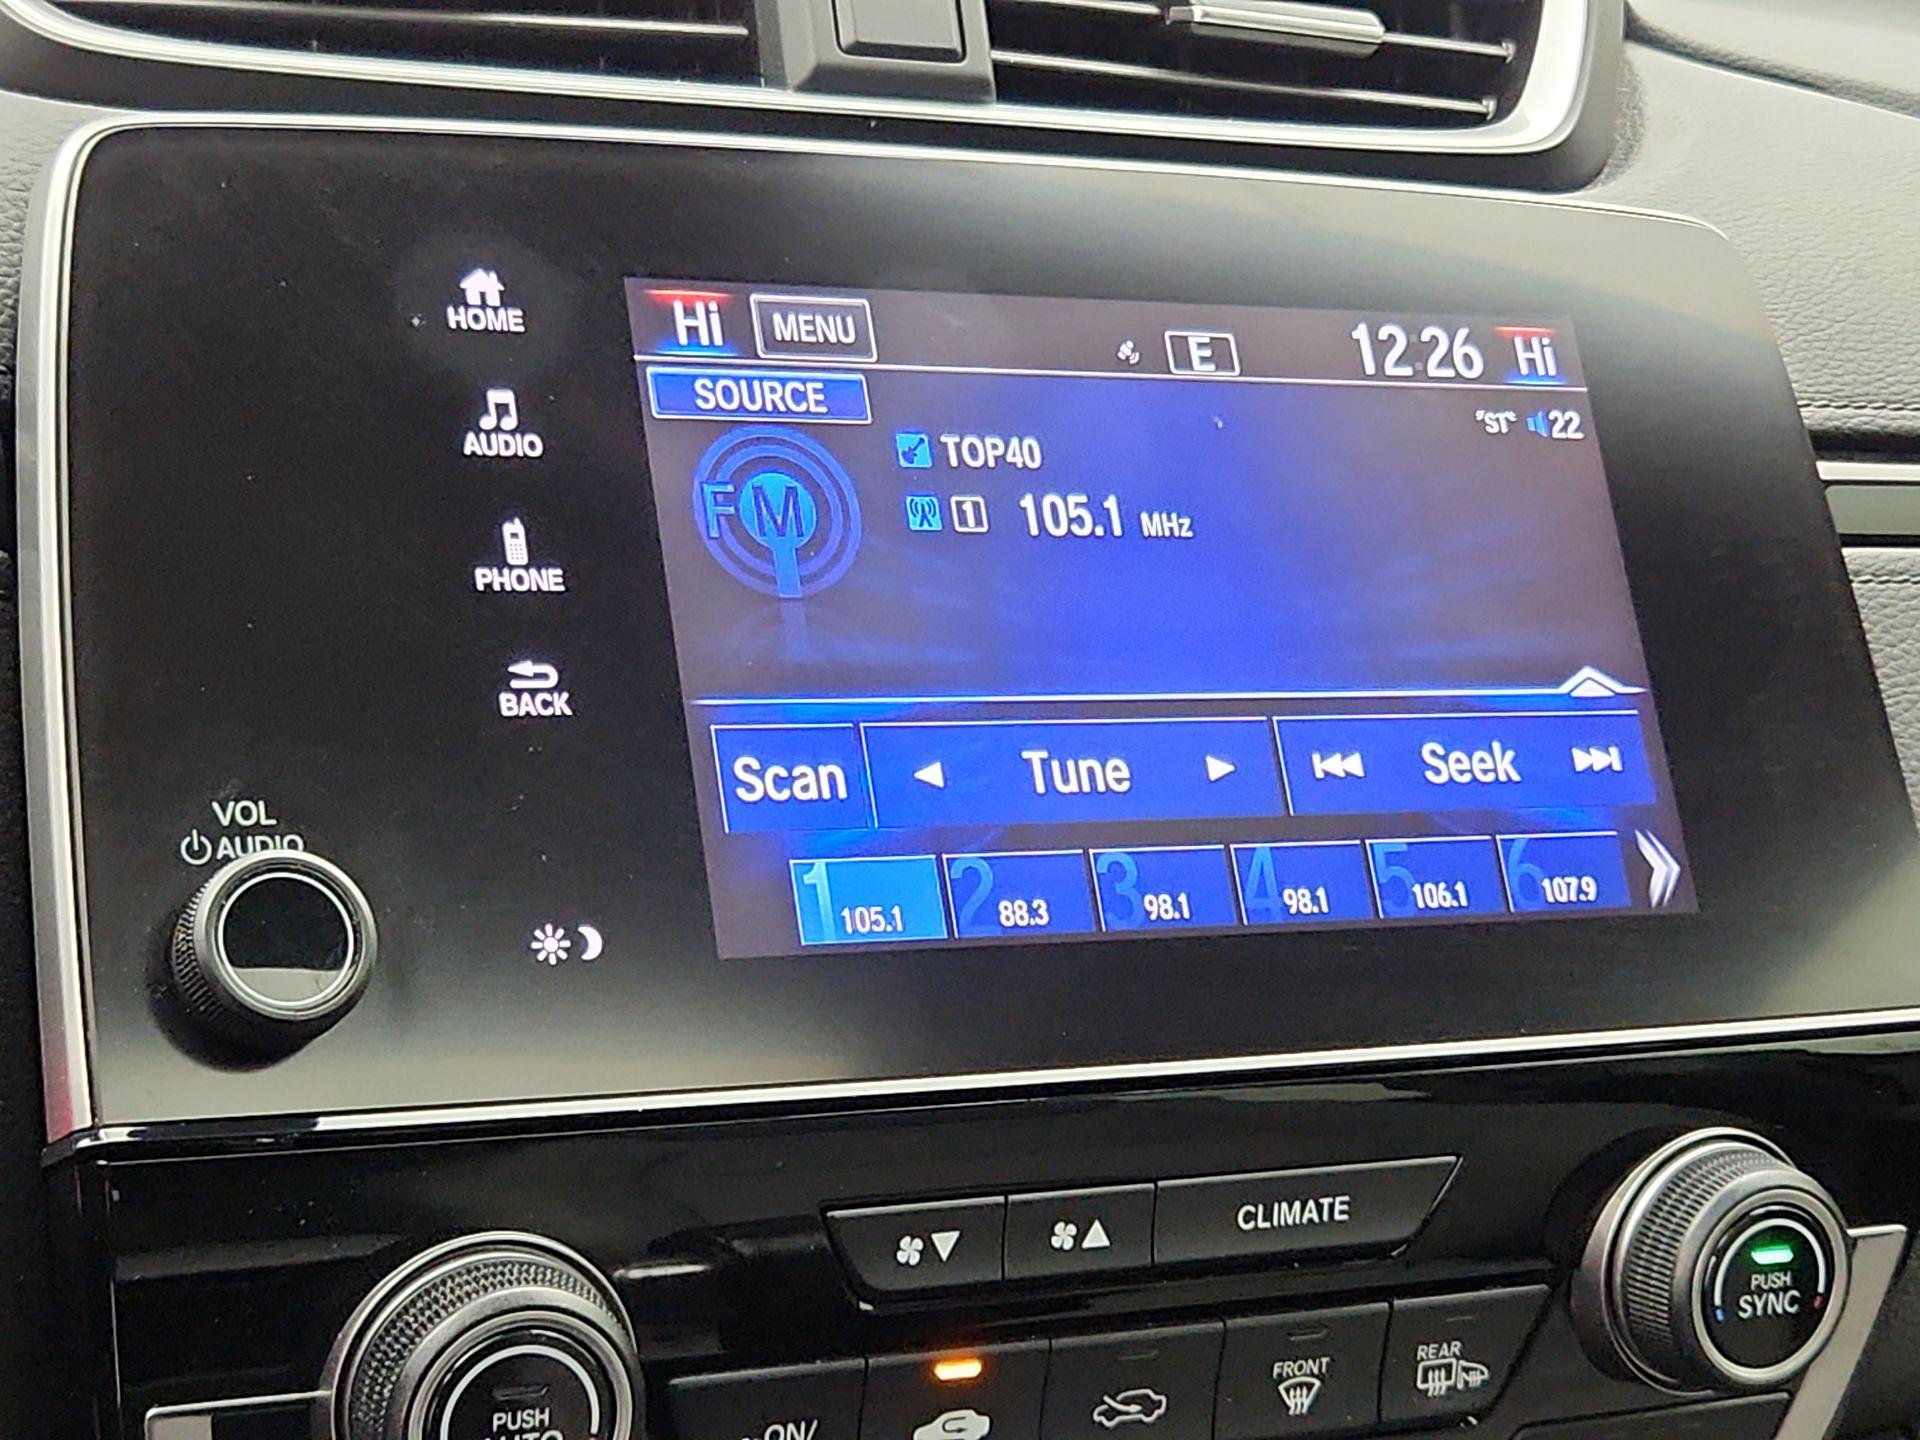 HOME
AUDIO
PHONE
BACK
VOL
AUDIO
Hi MENU E 12:26 Hi
SOURCE
"ST" 22
FM
TOP40
1 105.1 MHz
Scan Tune Seek
1 105.1 2 88.3 3 98.1 4 98.1 5 106.1 6 107.9
CLIMATE
PUSH
SYNC
FRONT
REAR
PUSH
AUTO
ON/